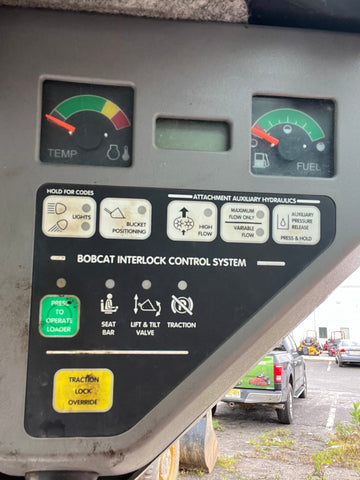 TEMP
FUEL
HOLD FOR CODES
ATTACHMENT AUXILIARY HYDRAULICS
LIGHTS
BUCKET
POSITIONING
HIGH
FLOW
MAXIMUM
FLOW ONLY
VARIABLE
FLOW
AUXILIARY
PRESSURE
RELEASE
PRESS & HOLD
BOBCAT INTERLOCK CONTROL SYSTEM
PRESS
TO
OPERATE
LOADER
SEAT
BAR
LIFT & TILT
VALVE
TRACTION
TRACTION
LOCK
OVERRIDE